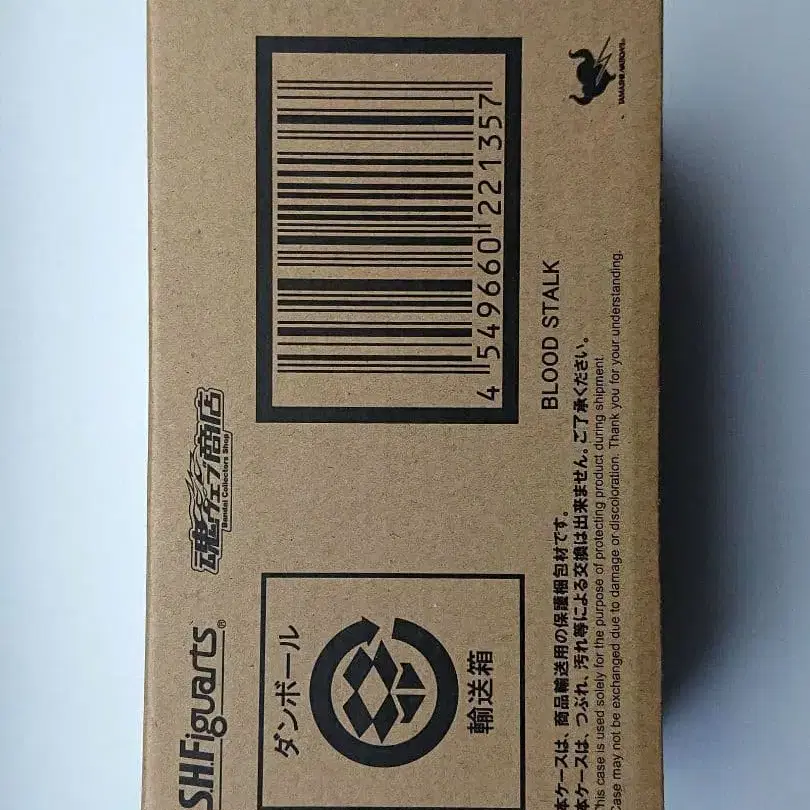 S.H.Figuarts®
魂ウェブ商店
Bandai Collectors Shop
ダンボール
輸送箱
4 549660 221357
BLOOD STALK
TAMASHII NATIONS
本ケースは、商品輸送用の保護梱包材です。
本ケースは、つぶれ、汚れ等による交換は出来ません。ご了承ください。
This case is used solely for the purpose of protecting product during shipment
Case may not be exchanged due to damage or discoloration. Thank you for your understanding.